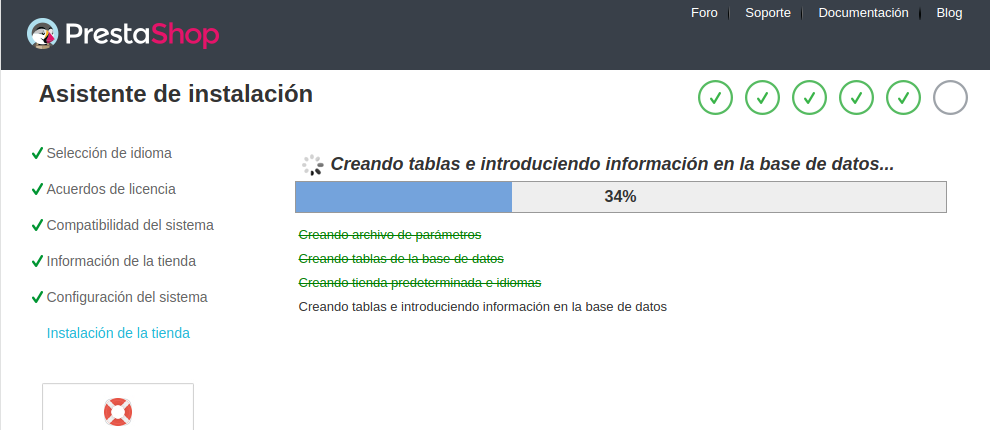 Foro Soporte Documentación Blog
PrestaShop
Asistente de instalación
Selección de idioma
Acuerdos de licencia
Compatibilidad del sistema
Información de la tienda
Configuración del sistema
Instalación de la tienda
Creando tablas e introduciendo información en la base de datos...
34%
Creando archivo de parámetros
Creando tablas de la base de datos
Creando tienda predeterminada e idiomas
Creando tablas e introduciendo información en la base de datos